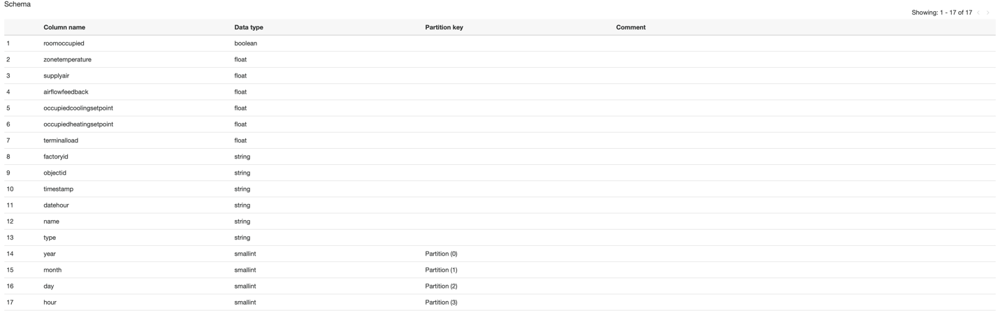 Schema
Showing: 1 - 17 of 17 < >
Column name Data type Partition key Comment
1 roomoccupied boolean
2 zonetemperature float
3 supplyair float
4 airflowfeedback float
5 occupiedcoolingsetpoint float
6 occupiedheatingsetpoint float
7 terminalload float
8 factoryid string
9 objectid string
10 timestamp string
11 datehour string
12 name string
13 type string
14 year smallint Partition (0)
15 month smallint Partition (1)
16 day smallint Partition (2)
17 hour smallint Partition (3)